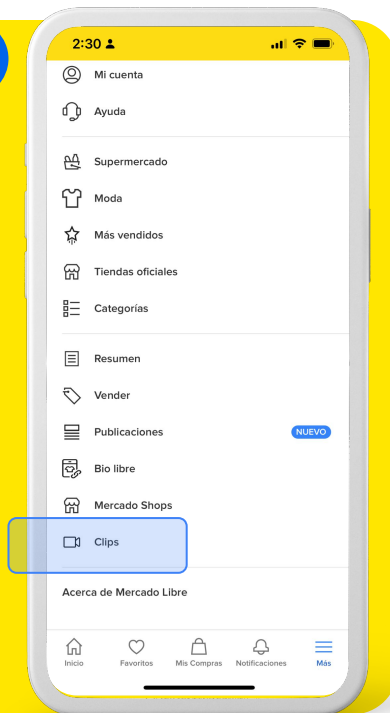 2:30
Mi cuenta
Ayuda
Supermercado
Moda
Más vendidos
Tiendas oficiales
Categorías
Resumen
Vender
Publicaciones NUEVO
Bio libre
Mercado Shops
Clips
Acerca de Mercado Libre
Inicio Favoritos Mis Compras Notificaciones Más